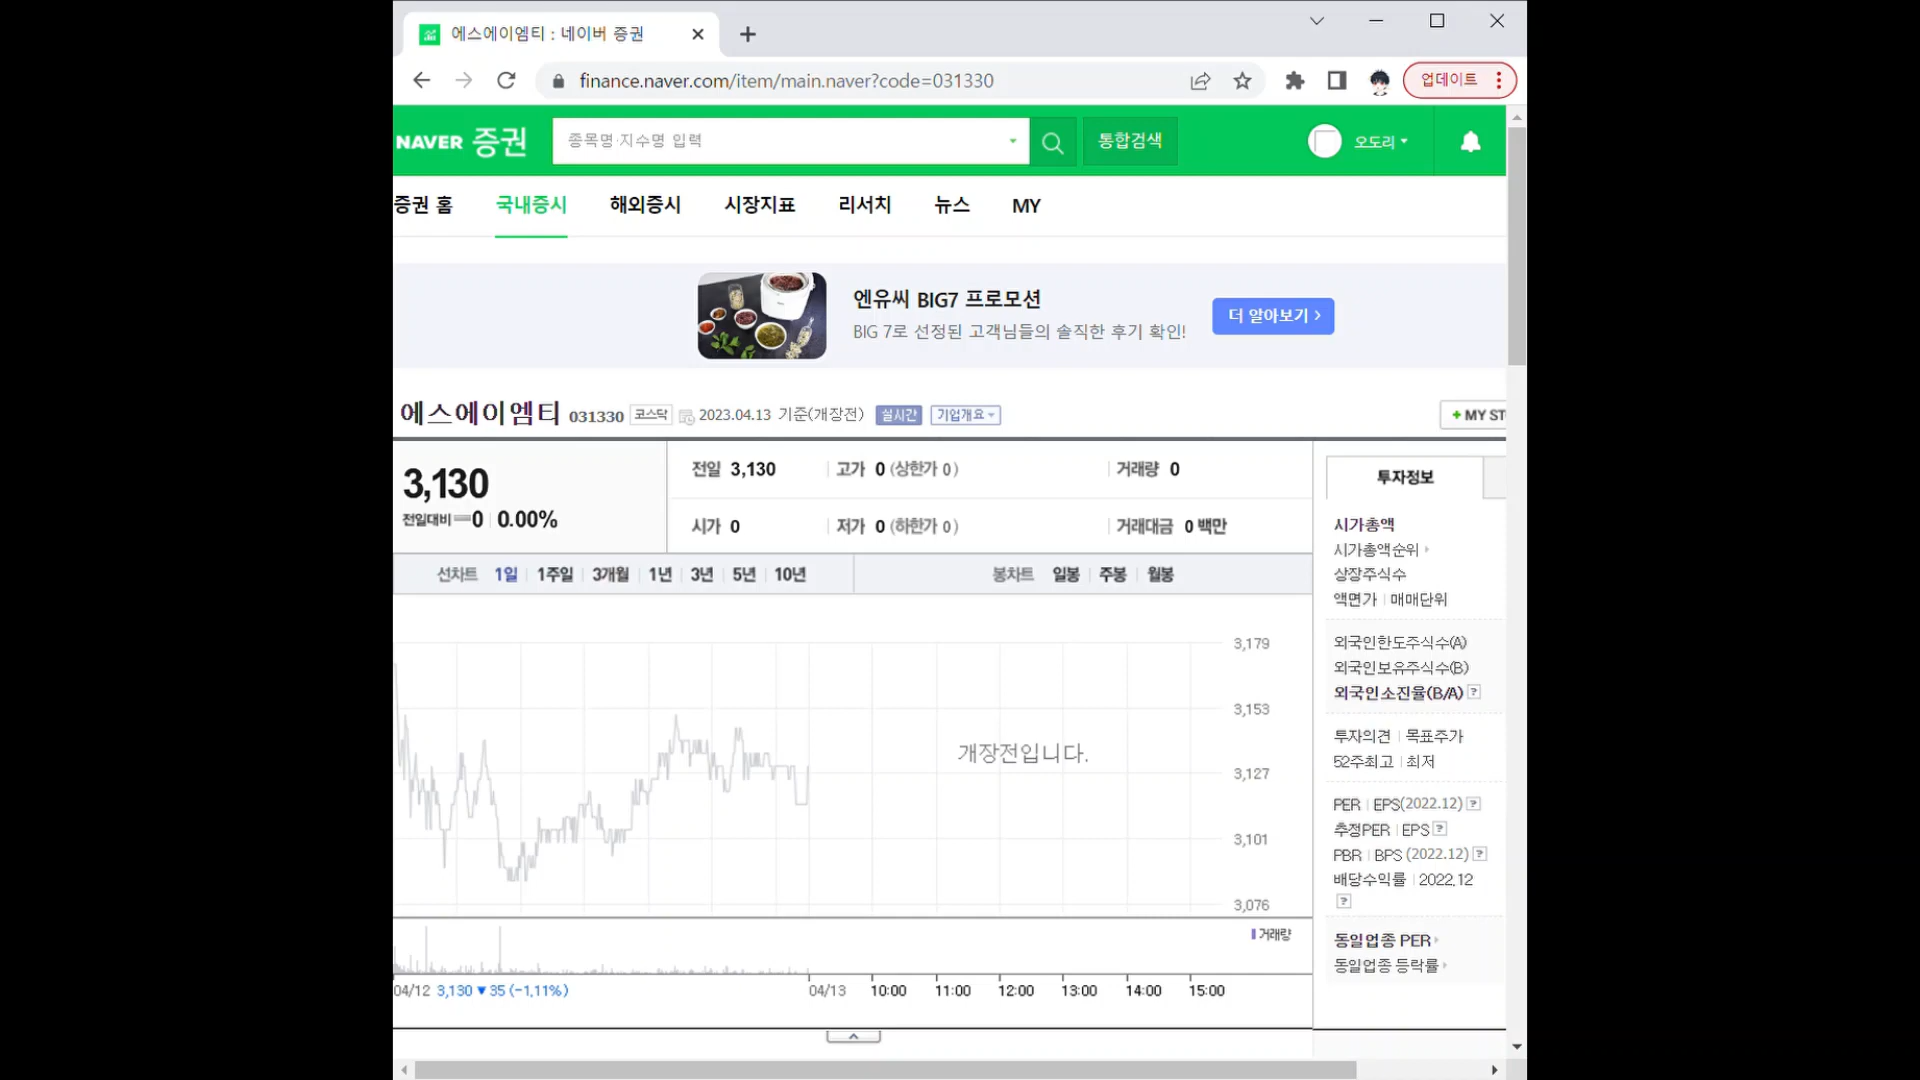 에스에이엠티 : 네이버 증권
finance.naver.com/item/main.naver?code=031330
업데이트
NAVER 증권
종목명·지수명 입력
통합검색
오도리
증권 홈 국내증시 해외증시 시장지표 리서치 뉴스 MY
엔유씨 BIG7 프로모션
BIG 7로 선정된 고객님들의 솔직한 후기 확인!
더 알아보기 >
에스에이엠티 031330 코스닥 2023.04.13 기준(개장전) 실시간 기업개요
+ MY ST
3,130
전일대비 0 0.00%
전일 3,130 고가 0 (상한가 0) 거래량 0
시가 0 저가 0 (하한가 0) 거래대금 0 백만
선차트 1일 1주일 3개월 1년 3년 5년 10년 봉차트 일봉 주봉 월봉
3,179
3,153
개장전입니다.
3,127
3,101
3,076
거래량
04/12 3,130 ▼ 35 (-1,11%) 04/13 10:00 11:00 12:00 13:00 14:00 15:00
투자정보
시가총액
시가총액순위
상장주식수
액면가 매매단위
외국인한도주식수(A)
외국인보유주식수(B)
외국인소진율(B/A) ?
투자의견 목표주가
52주최고 최저
PER EPS(2022.12) ?
추정PER EPS ?
PBR BPS (2022.12) ?
배당수익률 2022.12
?
동일업종 PER
동일업종 등락률